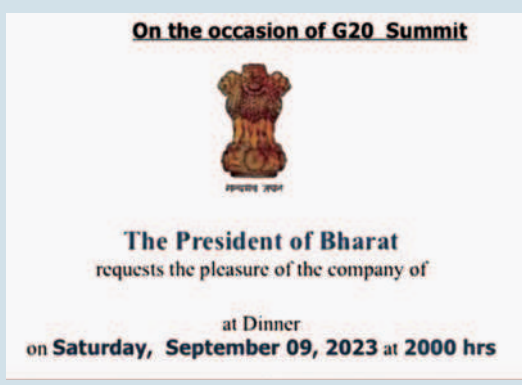 On the occasion of G20 Summit
The President of Bharat
requests the pleasure of the company of
at Dinner
on Saturday, September 09, 2023 at 2000 hrs